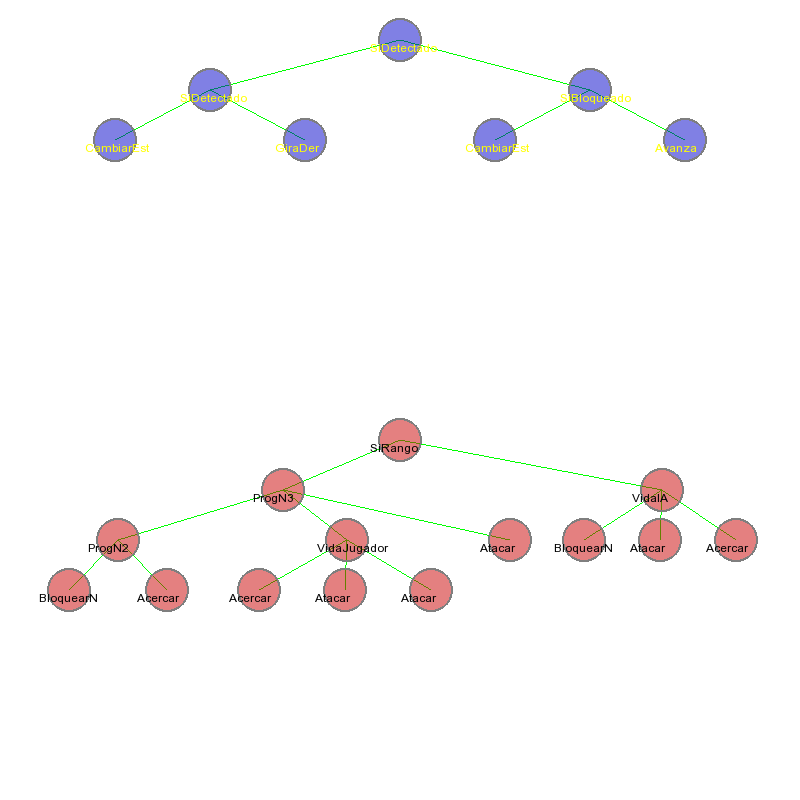 SiDetectado
SiDetectado
SiBloqueado
CambiarEst
GiraDer
CambiarEst
Avanza
SiRango
ProgN3
VidaIA
ProgN2
VidaJugador
Atacar
BloquearN
Atacar
Acercar
BloquearN
Acercar
Acercar
Atacar
Atacar